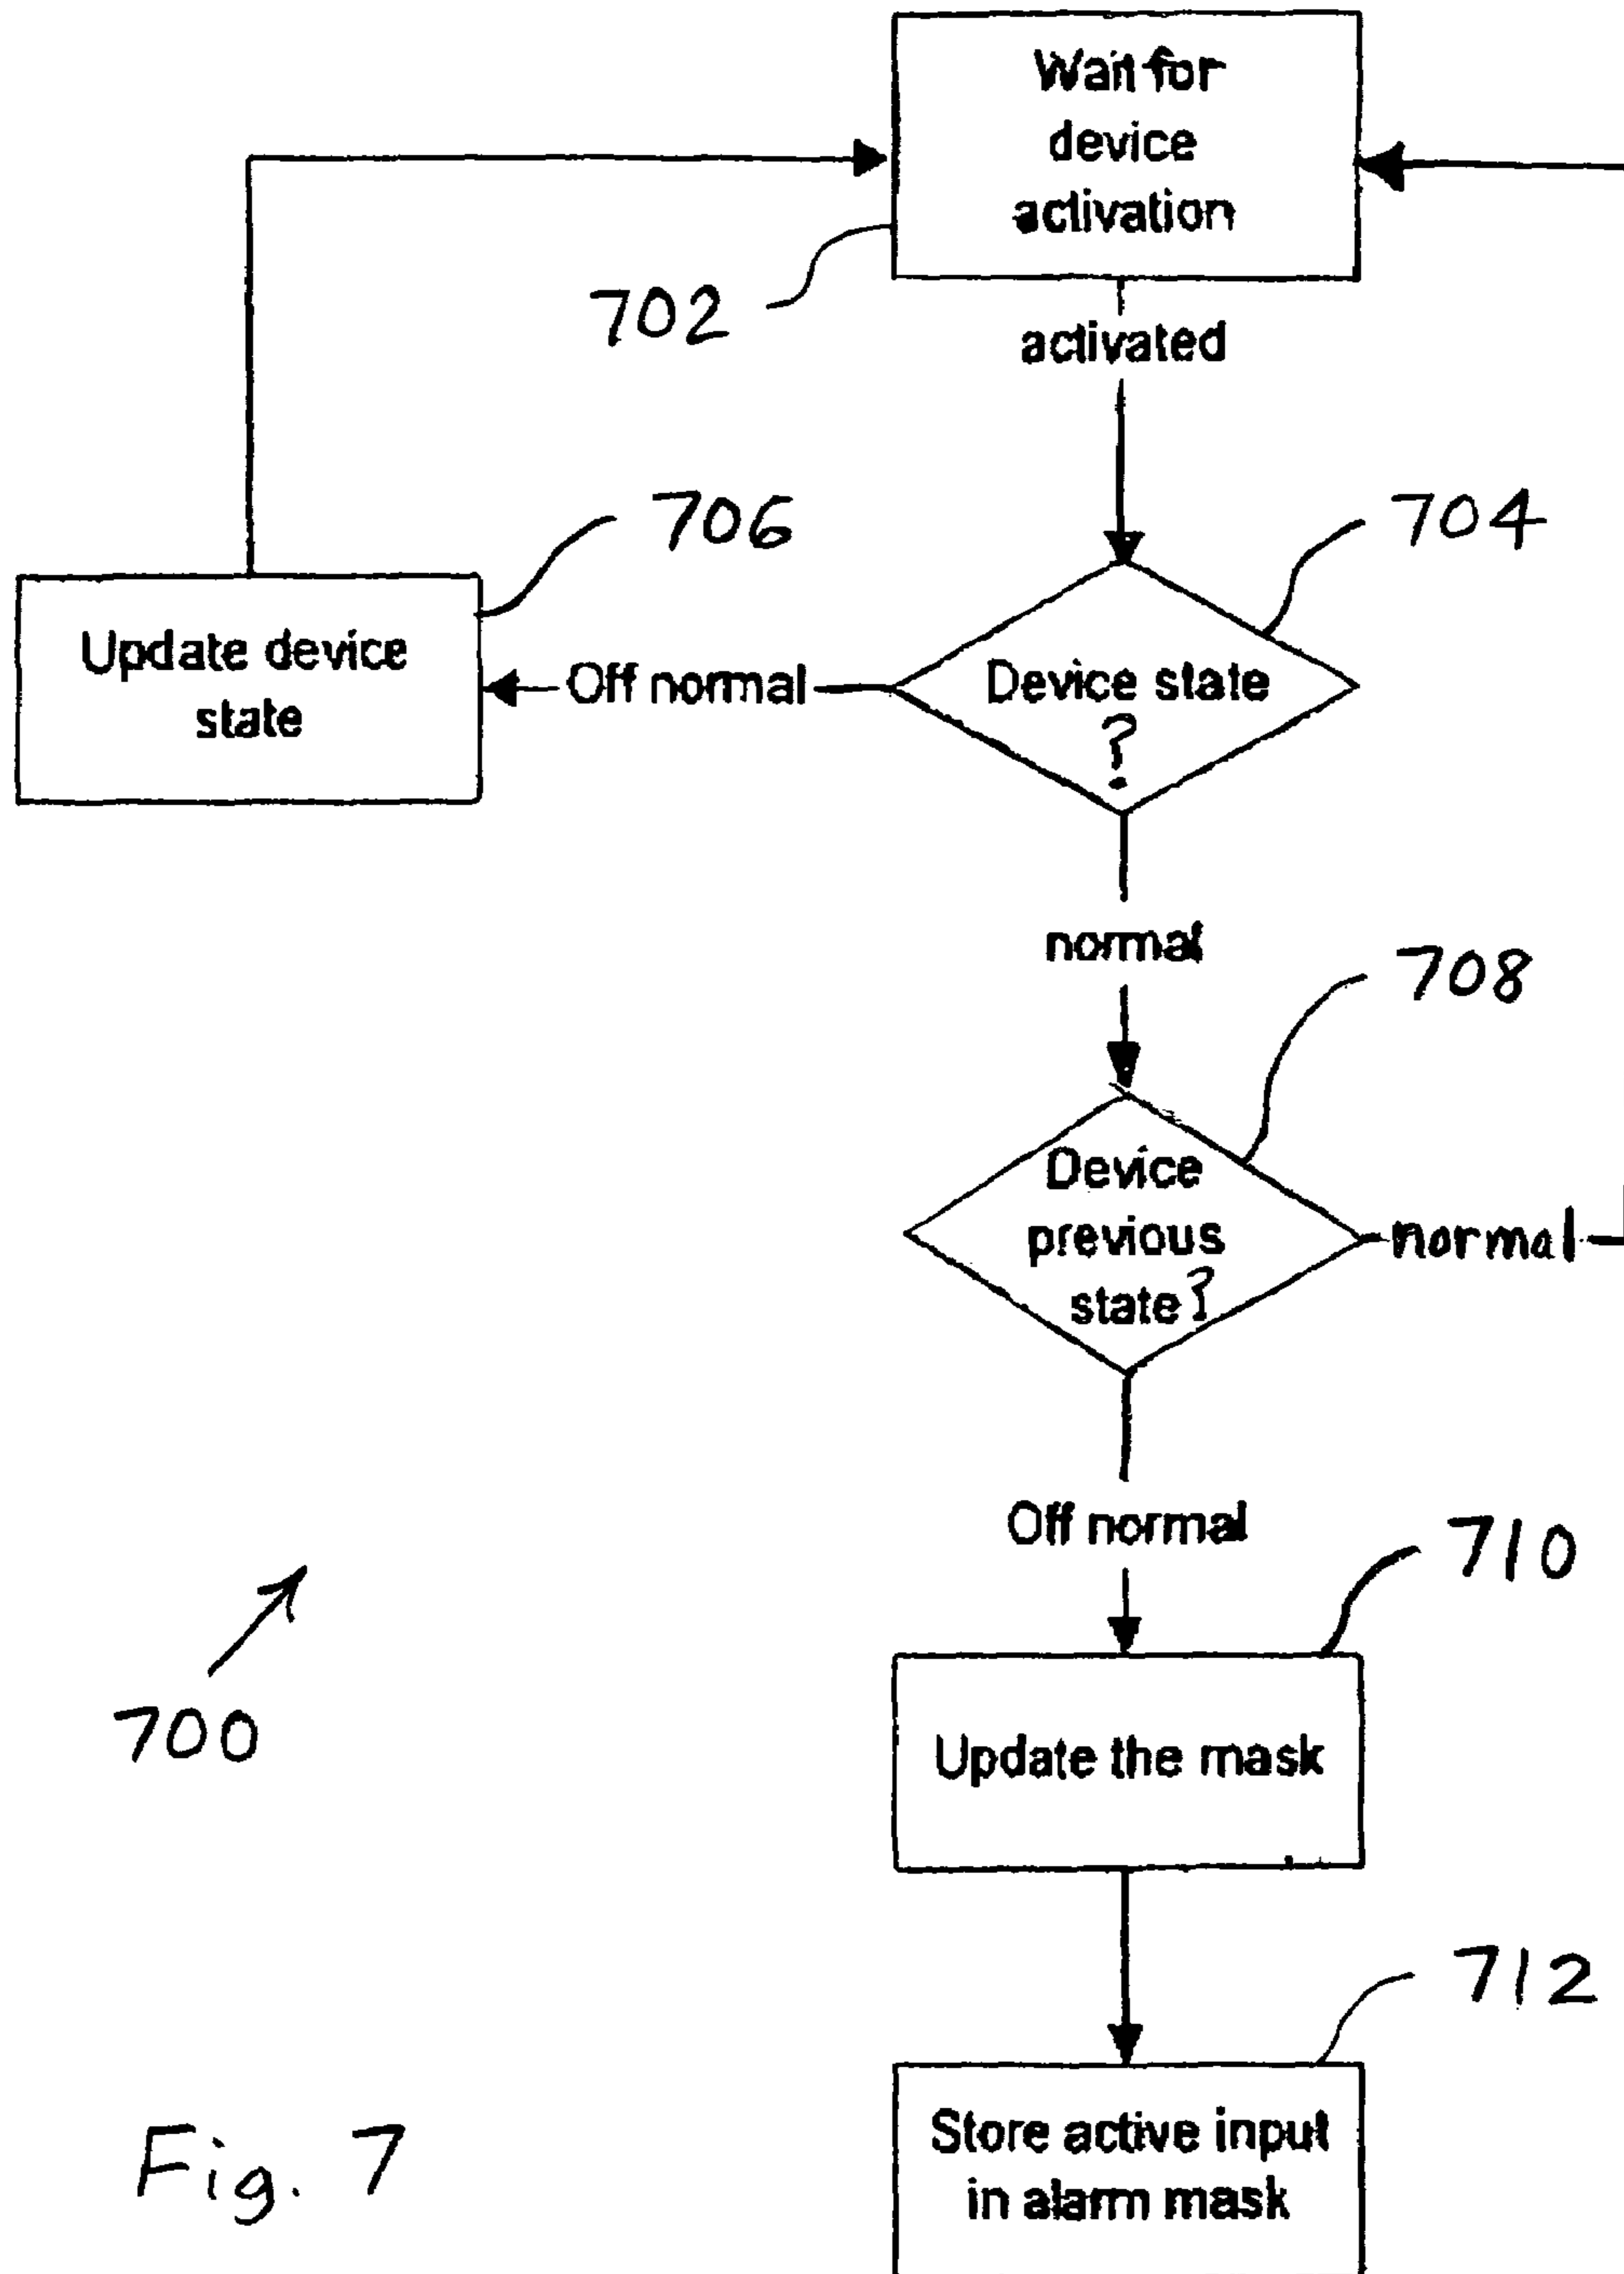 Wait for
device
activation
702
activated
706
704
Update device
state
Off normal
Device state
?
normal
708
Device
previous
state?
normal
Off normal
710
700
Update the mask
712
Store active input
in alarm mask
Fig. 7